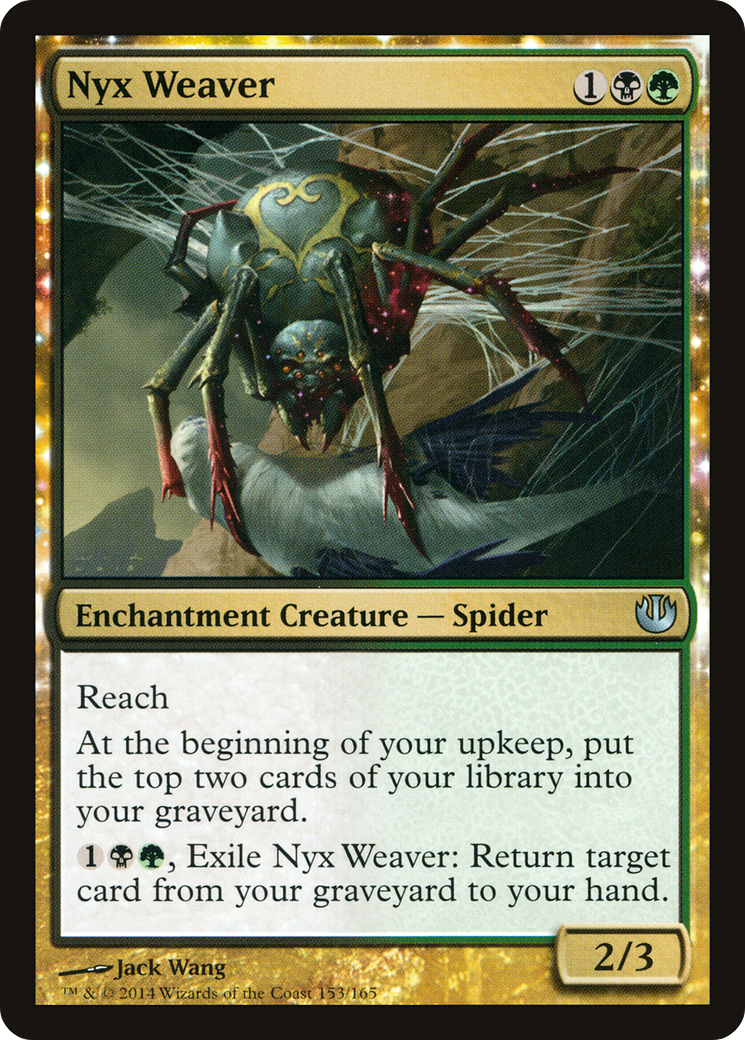 Nyx Weaver 1
Enchantment Creature — Spider
Reach
At the beginning of your upkeep, put
the top two cards of your library into
your graveyard.
1, Exile Nyx Weaver: Return target
card from your graveyard to your hand.
2/3
Jack Wang
™ & © 2014 Wizards of the Coast 153/165